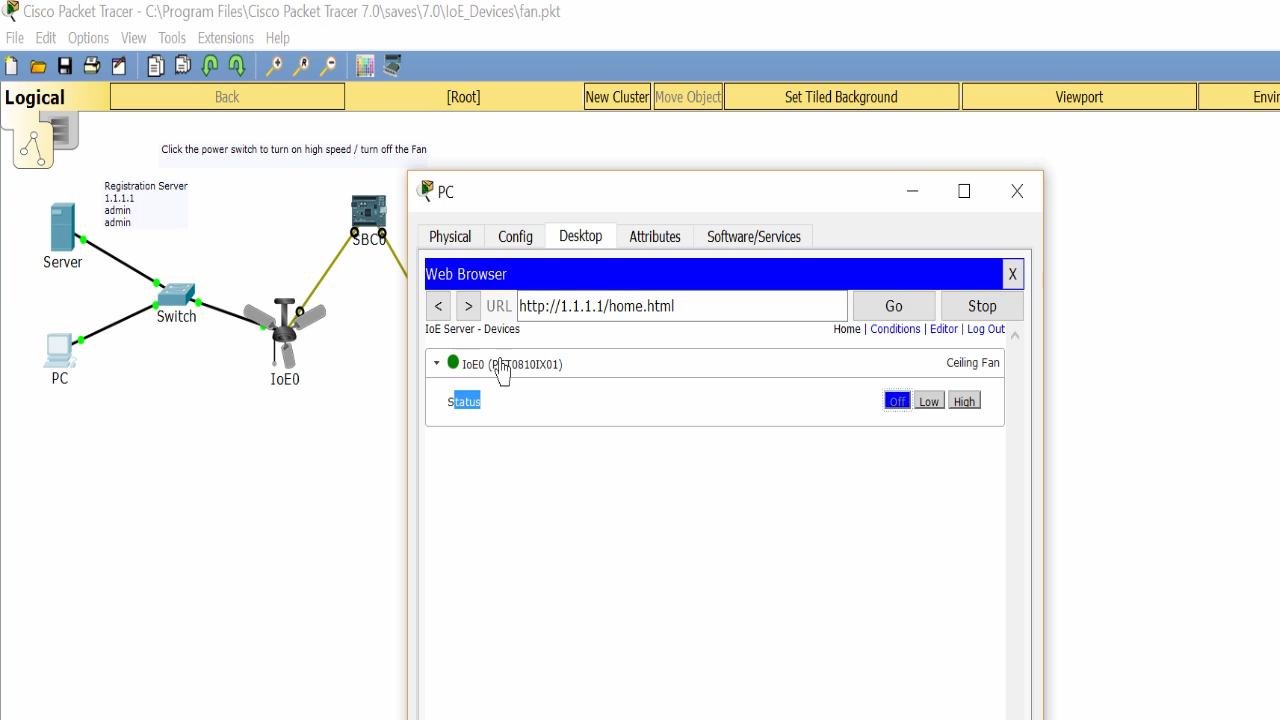 Cisco Packet Tracer - C:\Program Files\Cisco Packet Tracer 7.0\saves\7.0\IoE_Devices\fan.pkt
File Edit Options View Tools Extensions Help
Logical Back [Root] New Cluster Move Object Set Tiled Background Viewport Envir
Click the power switch to turn on high speed / turn off the Fan
Registration Server
1.1.1.1
admin
admin
Server
Switch
PC
IoE0
SBC0
PC
Physical Config Desktop Attributes Software/Services
Web Browser X
< > URL http://1.1.1.1/home.html Go Stop
IoE Server - Devices Home | Conditions | Editor | Log Out
IoE0 Ceiling Fan
Status Off Low High